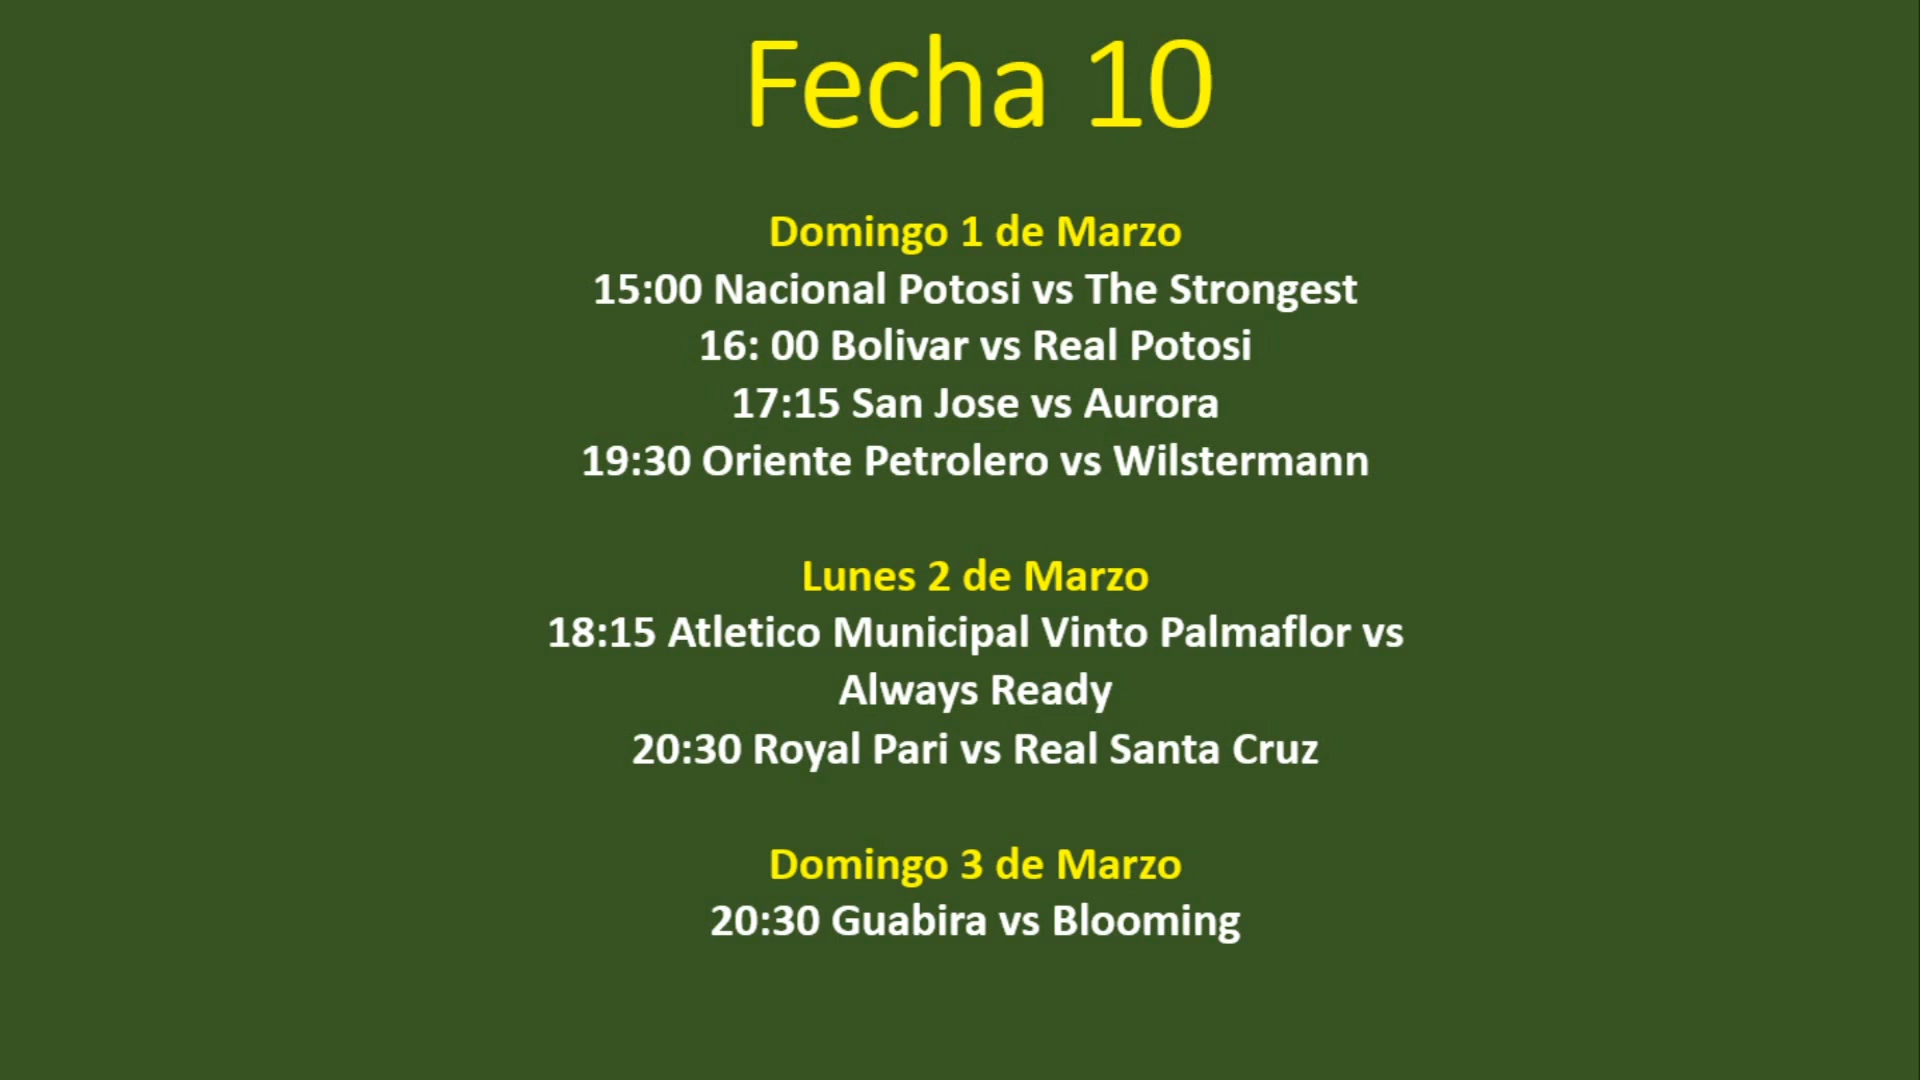 Fecha 10
Domingo 1 de Marzo
15:00 Nacional Potosi vs The Strongest
16: 00 Bolivar vs Real Potosi
17:15 San Jose vs Aurora
19:30 Oriente Petrolero vs Wilstermann
Lunes 2 de Marzo
18:15 Atletico Municipal Vinto Palmaflor vs
Always Ready
20:30 Royal Pari vs Real Santa Cruz
Domingo 3 de Marzo
20:30 Guabira vs Blooming